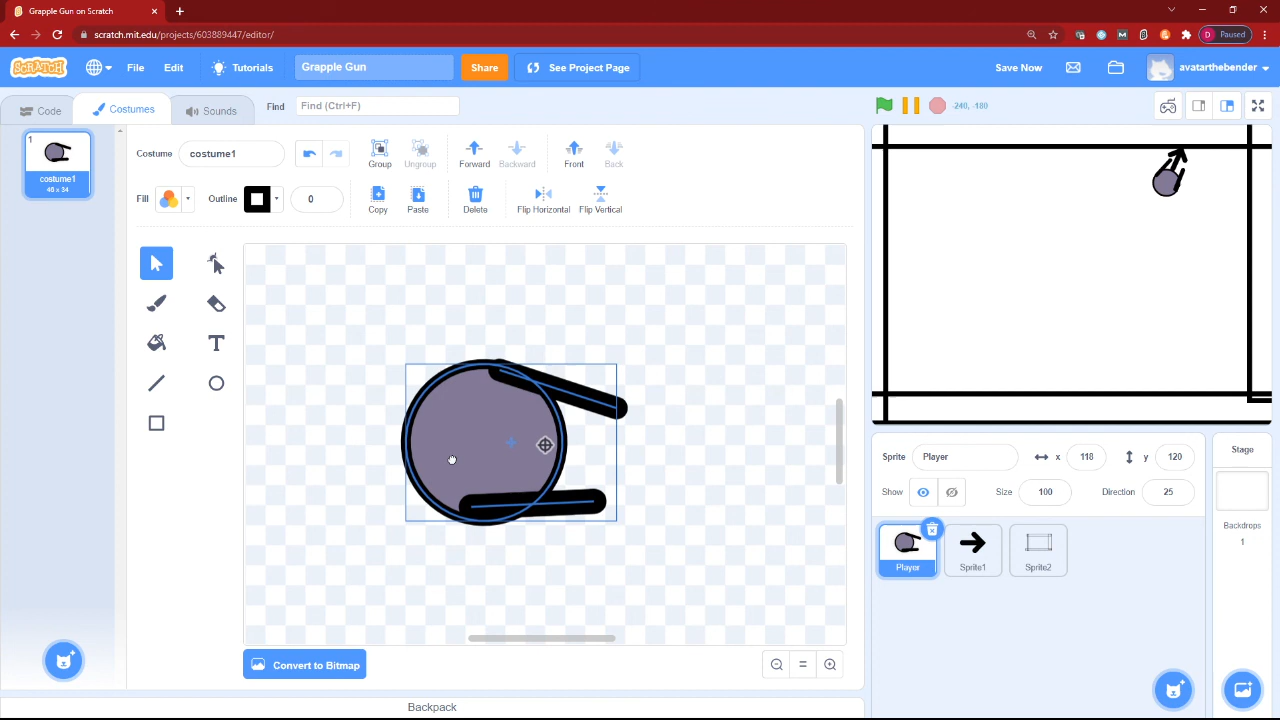 Grapple Gun on Scratch
scratch.mit.edu/projects/603889447/editor/
D Paused
SCRATCH File Edit Tutorials Grapple Gun Share See Project Page Save Now avatarthebender
Code Costumes Sounds Find Find (Ctrl+F) -240, -180
1
costume1
46 x 34
Costume costume1 Group Ungroup Forward Backward Front Back
Fill Outline 0 Copy Paste Delete Flip Horizontal Flip Vertical
T
Convert to Bitmap
Backpack
Sprite Player x 118 y 120
Show Size 100 Direction 25
Player Sprite1 Sprite2
Stage
Backdrops
1